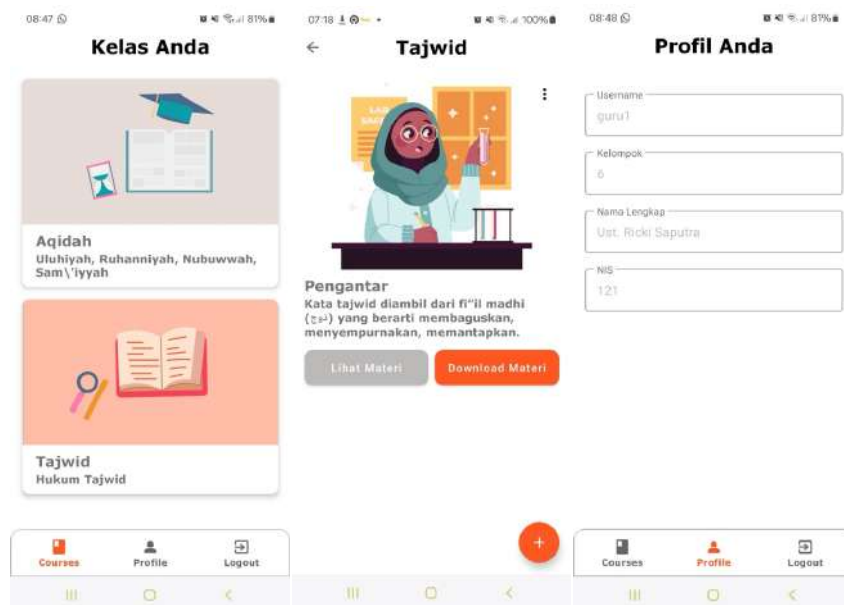 08:47
81%
Kelas Anda
Aqidah
Uluhiyah, Ruhanniyah, Nubuwwah,
Sam\'iyyah
Tajwid
Hukum Tajwid
Courses
Profile
Logout
07:18
100%
Tajwid
LAB
Pengantar
Kata tajwid diambil dari fi"il madhi
yang berarti membaguskan,
menyempurnakan, memantapkan.
Lihat Materi
Download Materi
+
08:48
81%
Profil Anda
Username
guru1
Kelompok
6
Nama Lengkap
Ust. Ricki Saputra
NIS
121
Courses
Profile
Logout